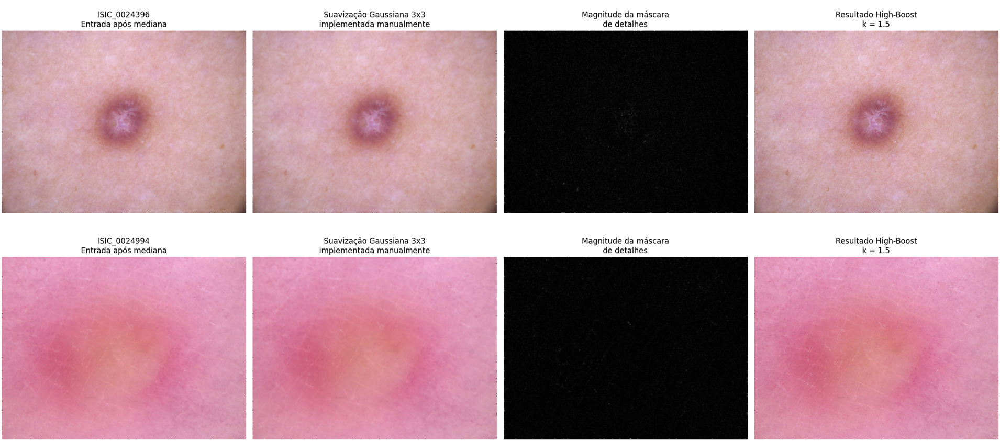 ISIC_0024396
Entrada após mediana
Suavização Gaussiana 3x3
implementada manualmente
Magnitude da máscara
de detalhes
Resultado High-Boost
k = 1.5
ISIC_0024994
Entrada após mediana
Suavização Gaussiana 3x3
implementada manualmente
Magnitude da máscara
de detalhes
Resultado High-Boost
k = 1.5